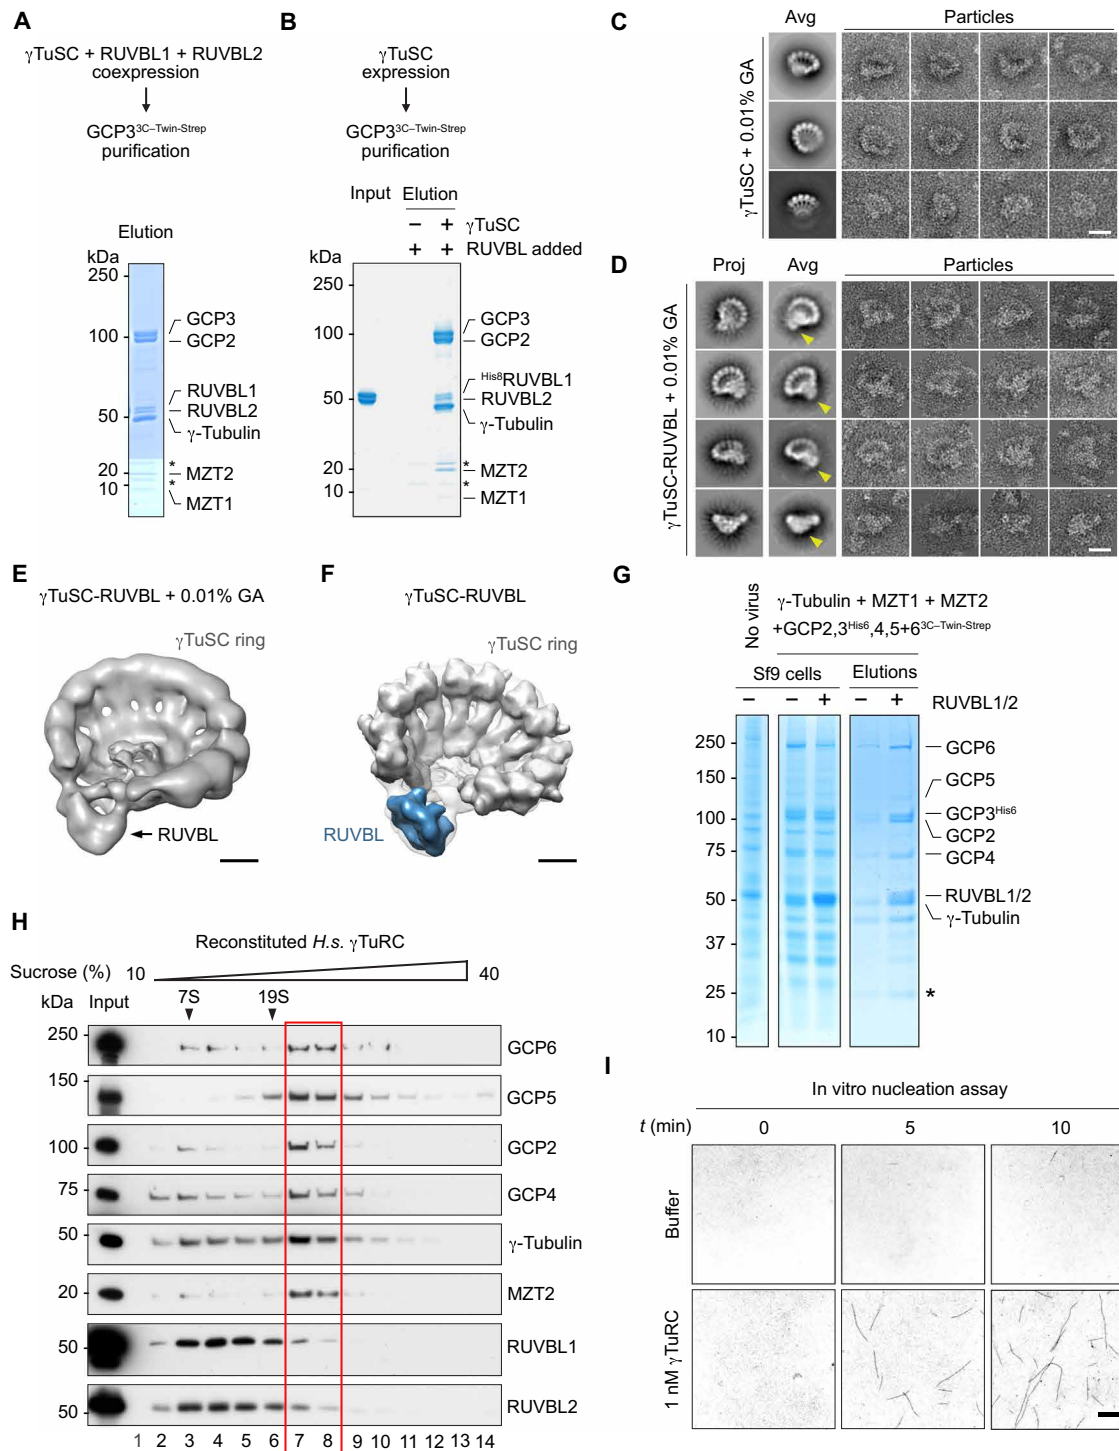 A
γTuSC + RUVBL1 + RUVBL2
coexpression
GCP3 3C–Twin-Strep
purification
Elution
kDa
250
100
50
20
10
GCP3
GCP2
RUVBL1
RUVBL2
γ-Tubulin
*
MZT2
*
MZT1
B
γTuSC
expression
GCP3 3C–Twin-Strep
purification
Input
Elution
− + γTuSC
+ + RUVBL added
kDa
250
100
50
20
10
GCP3
GCP2
His8RUVBL1
RUVBL2
γ-Tubulin
*
MZT2
*
MZT1
C
Avg
Particles
γTuSC + 0.01% GA
D
Proj
Avg
Particles
γTuSC-RUVBL + 0.01% GA
E
γTuSC-RUVBL + 0.01% GA
γTuSC ring
RUVBL
F
γTuSC-RUVBL
γTuSC ring
RUVBL
G
No virus
γ-Tubulin + MZT1 + MZT2
+GCP2,3His6,4,5+6 3C–Twin-Strep
Sf9 cells
Elutions
− − + − + RUVBL1/2
250
150
100
75
50
37
25
10
GCP6
GCP5
GCP3His6
GCP2
GCP4
RUVBL1/2
γ-Tubulin
*
H
Reconstituted H.s. γTuRC
Sucrose (%) 10 40
kDa Input 7S 19S
250
GCP6
150
GCP5
100
GCP2
75
GCP4
50
γ-Tubulin
20
MZT2
50
RUVBL1
50
RUVBL2
1 2 3 4 5 6 7 8 9 10 11 12 13 14
I
In vitro nucleation assay
t (min) 0 5 10
Buffer
1 nM γTuRC